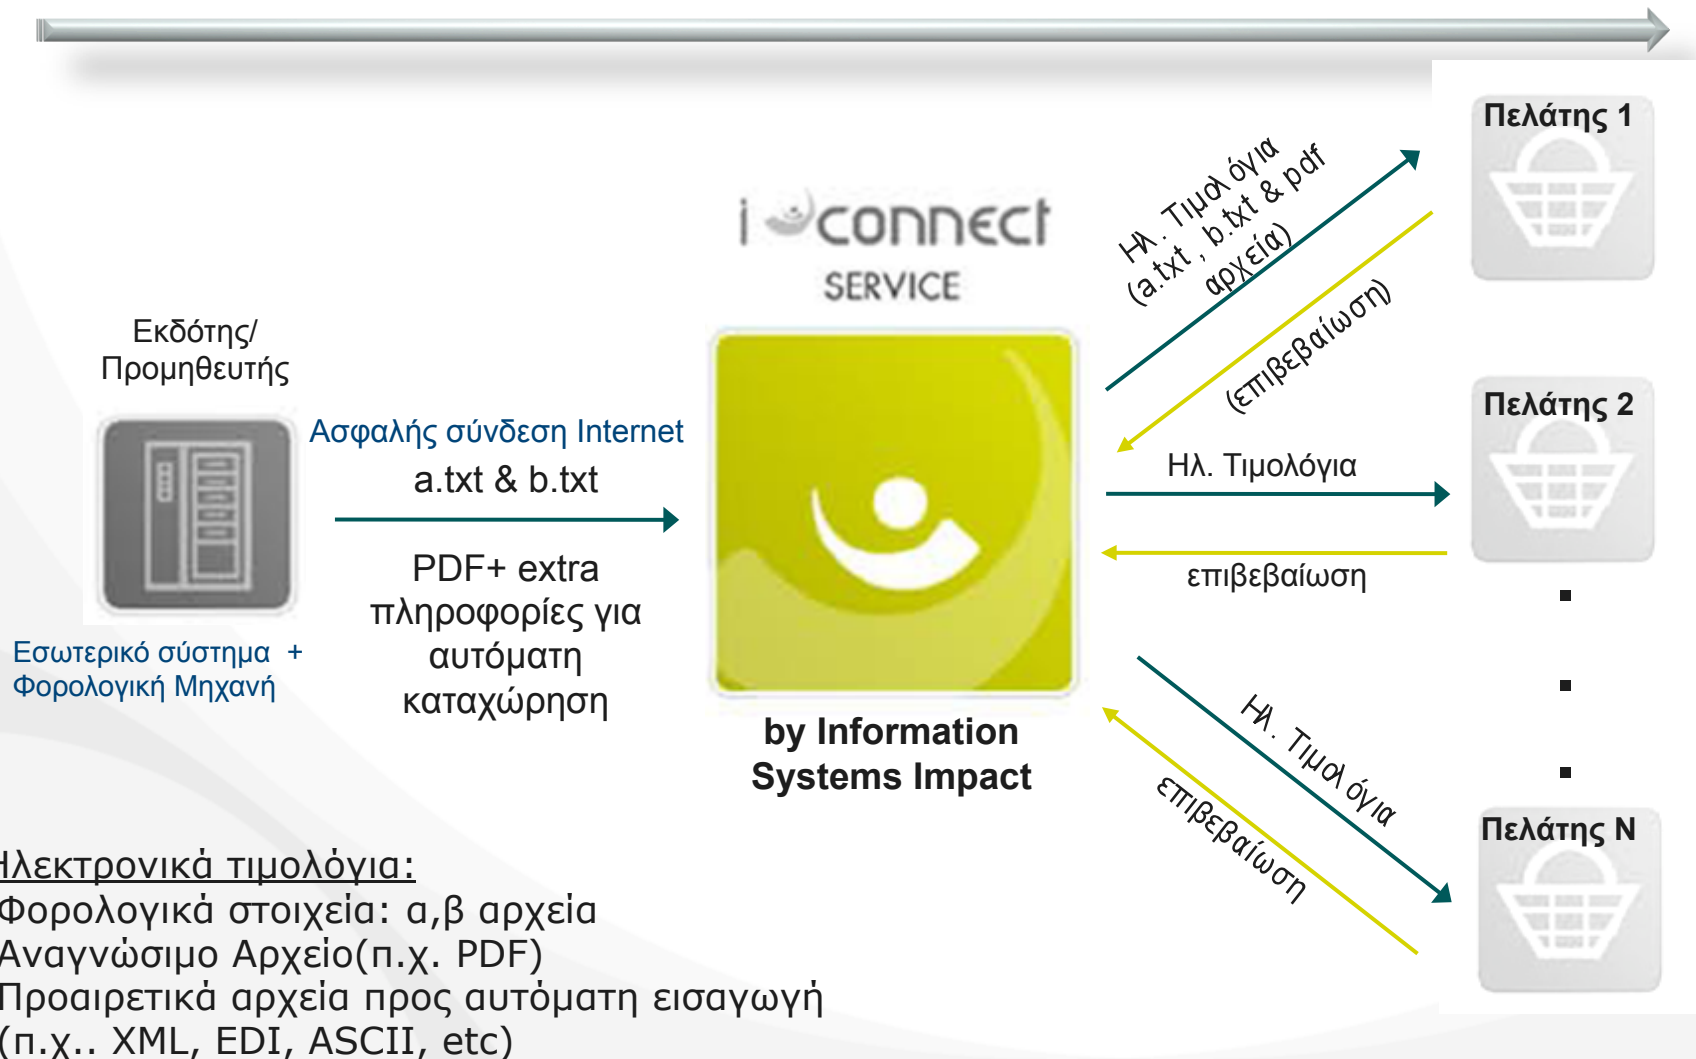 Πελάτης 1
Ηλ. Τιμολόγια
(a.txt , b.txt & pdf
αρχεία)
(επιβεβαίωση)
i connect
SERVICE
Εκδότης/
Προμηθευτής
Ασφαλής σύνδεση Internet
a.txt & b.txt
PDF+ extra
πληροφορίες για
αυτόματη
καταχώρηση
Εσωτερικό σύστημα +
Φορολογική Μηχανή
by Information
Systems Impact
Πελάτης 2
Ηλ. Τιμολόγια
επιβεβαίωση
Ηλ. Τιμολόγια
επιβεβαίωση
Πελάτης Ν
Ηλεκτρονικά τιμολόγια:
Φορολογικά στοιχεία: α,β αρχεία
Αναγνώσιμο Αρχείο(π.χ. PDF)
Προαιρετικά αρχεία προς αυτόματη εισαγωγή
(π.χ.. XML, EDI, ASCII, etc)